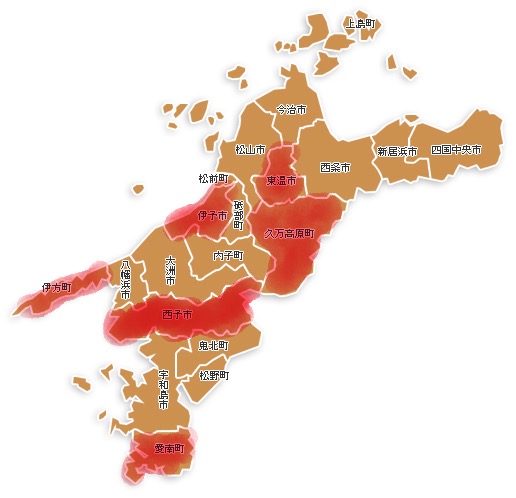 上島町
今治市
松山市
西条市
新居浜市
四国中央市
東温市
松前町
砥部町
伊予市
久万高原町
内子町
大洲市
八幡浜市
伊方町
西予市
鬼北町
松野町
宇和島市
愛南町